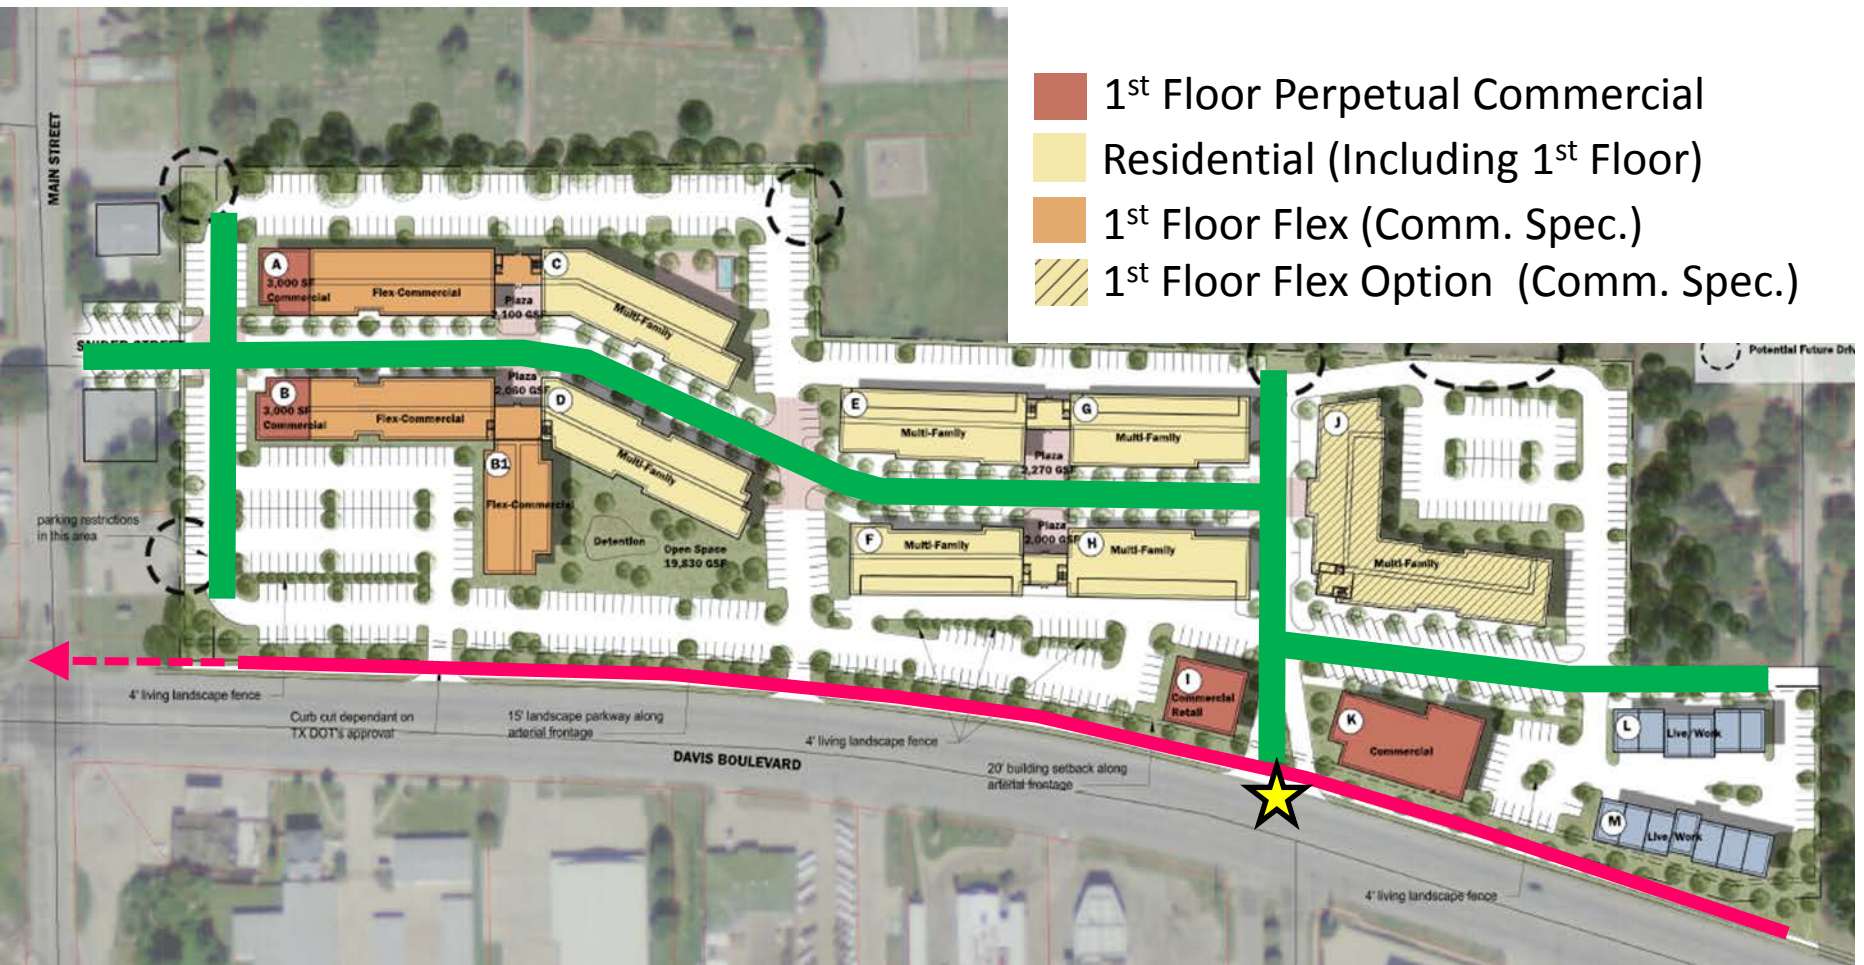 1st Floor Perpetual Commercial
Residential (Including 1st Floor)
1st Floor Flex (Comm. Spec.)
1st Floor Flex Option (Comm. Spec.)
Potential Future Driv
MAIN STREET
A
3,000 SF
Commercial
Flex-Commercial
Plaza
2,100 GSF
C
Multi-Family
B
3,000 SF
Commercial
Flex-Commercial
Plaza
2,060 GSF
D
Multi-Family
B1
Flex-Commercial
Detention
Open Space
19,830 GSF
E
Multi-Family
Plaza
2,270 GSF
G
Multi-Family
F
Multi-Family
Plaza
2,000 GSF
H
Multi-Family
J
Multi-Family
parking restrictions
in this area
4' living landscape fence
Curb cut dependant on
TX DOT's approval
15' landscape parkway along
arterial frontage
4' living landscape fence
20' building setback along
arterial frontage
DAVIS BOULEVARD
I
Commercial
Retail
K
Commercial
L
Live/Work
M
Live/Work
4' living landscape fence